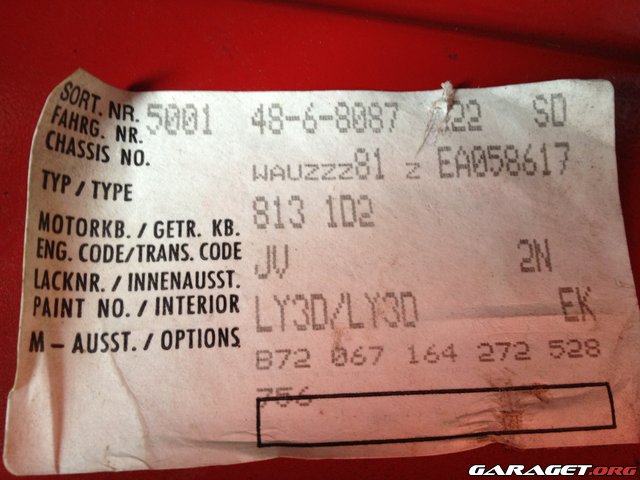 SORT. NR. 5001 48-6-8087 22 SD
FAHRG. NR.
CHASSIS NO. WAUZZZ81 Z EA058617
TYP / TYPE 813 1D2
MOTORKB. / GETR. KB.
ENG. CODE/TRANS. CODE JV 2N
LACKNR. / INNENAUSST.
PAINT NO. / INTERIOR LY3D/LY3D EK
M - AUSST. / OPTIONS B72 067 164 272 528
756
GARAGET.ORG